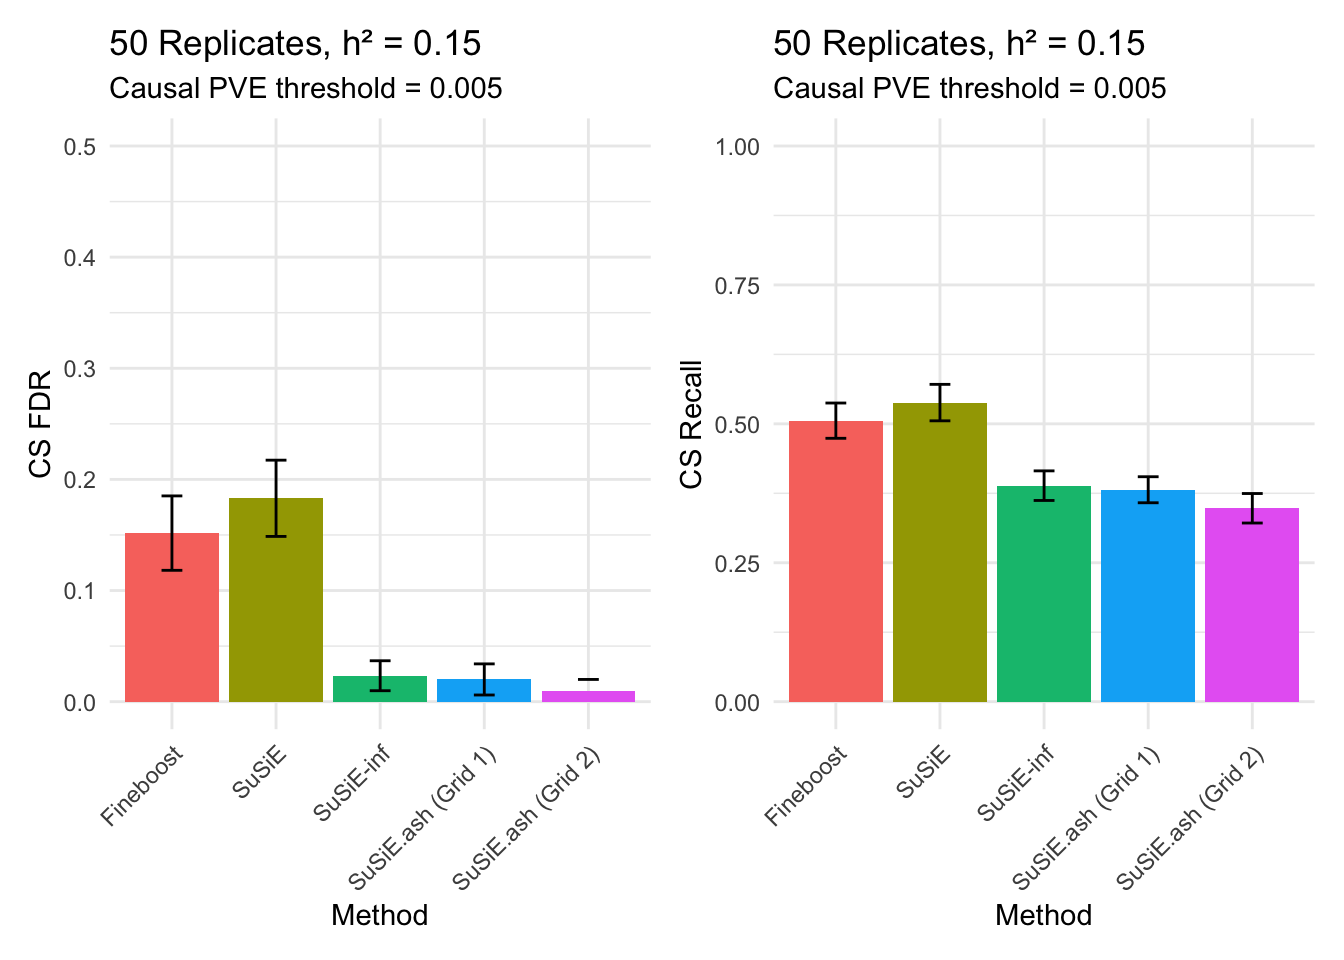 50 Replicates, h² = 0.15
Causal PVE threshold = 0.005
CS FDR
0.5
0.4
0.3
0.2
0.1
0.0
Fineboost
SuSiE
SuSiE-inf
SuSiE.ash (Grid 1)
SuSiE.ash (Grid 2)
Method
50 Replicates, h² = 0.15
Causal PVE threshold = 0.005
CS Recall
1.00
0.75
0.50
0.25
0.00
Fineboost
SuSiE
SuSiE-inf
SuSiE.ash (Grid 1)
SuSiE.ash (Grid 2)
Method